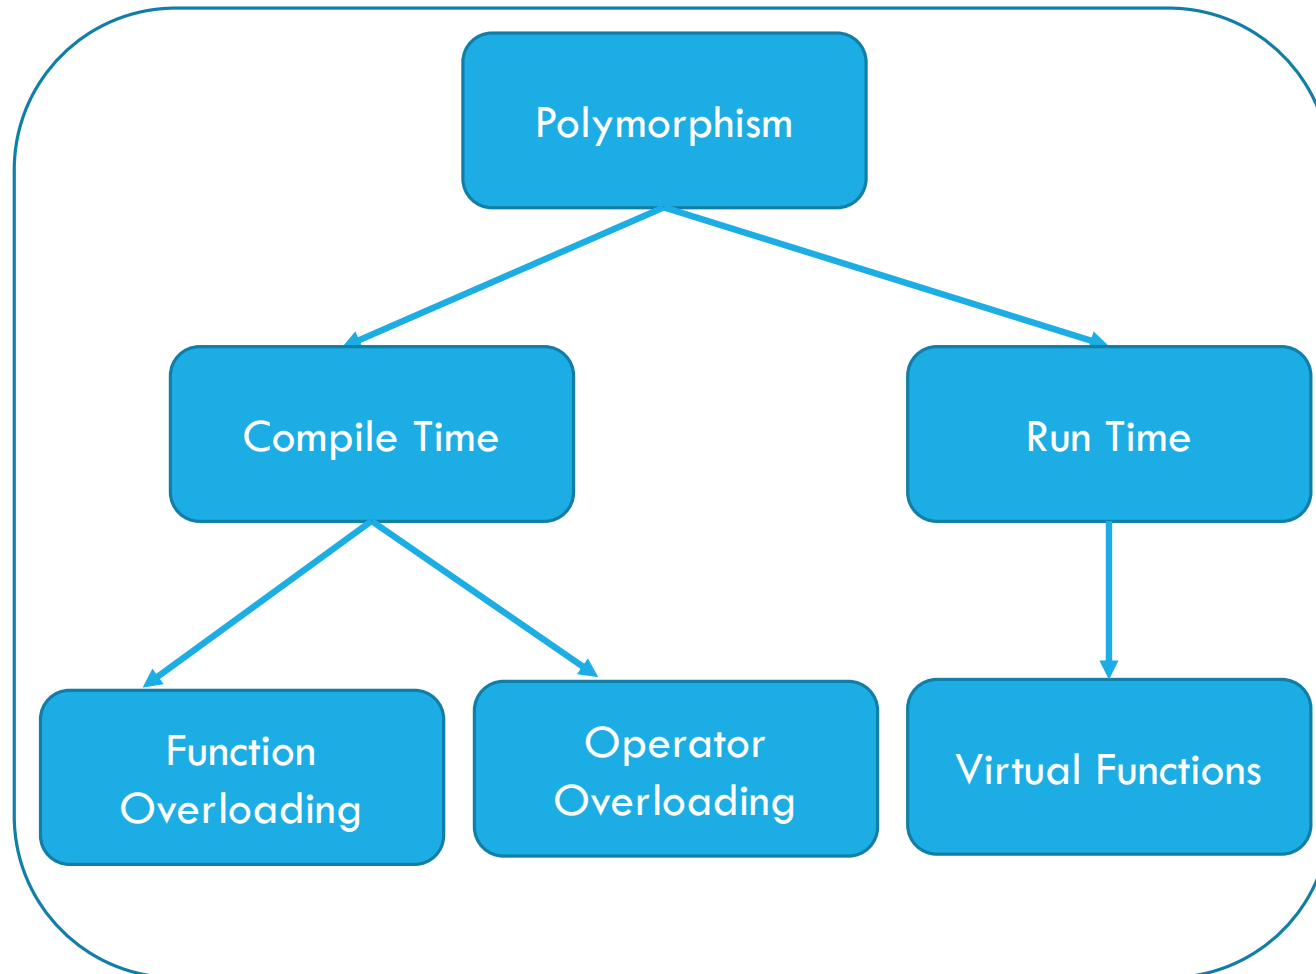 Polymorphism
Compile Time
Run Time
Function
Overloading
Operator
Overloading
Virtual Functions